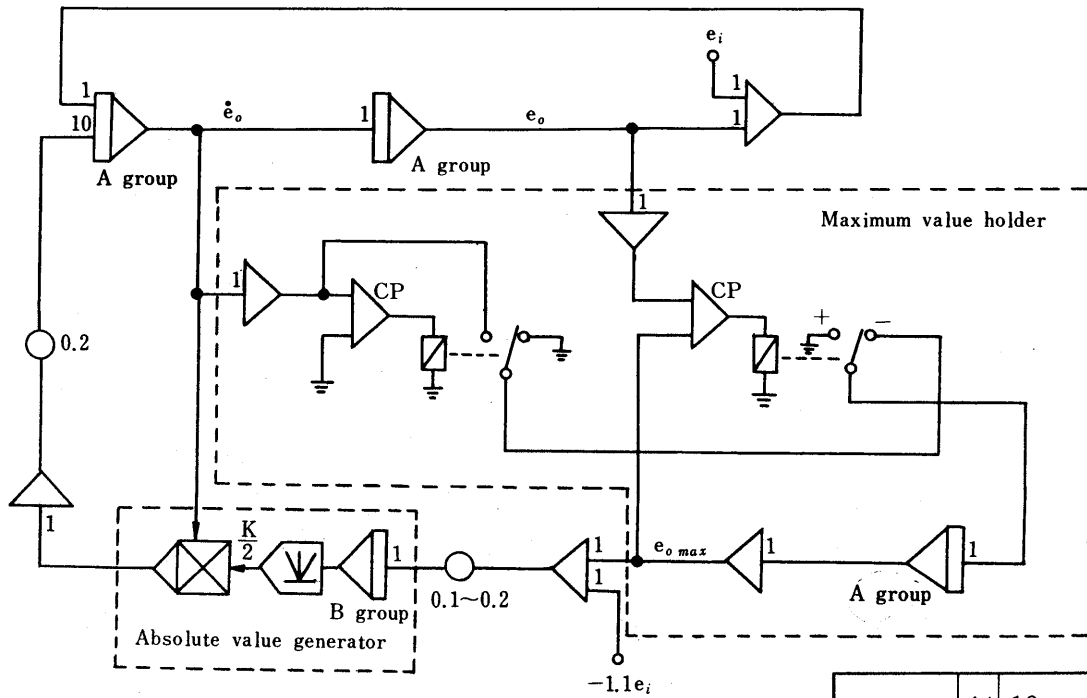 e_i
1
10
ė_o
1
e_o
1
1
A group
A group
1
Maximum value holder
1
CP
CP
+
−
0.2
1
K/2
1
1
1
e_o max
1
1
B group
0.1~0.2
A group
Absolute value generator
−1.1e_i